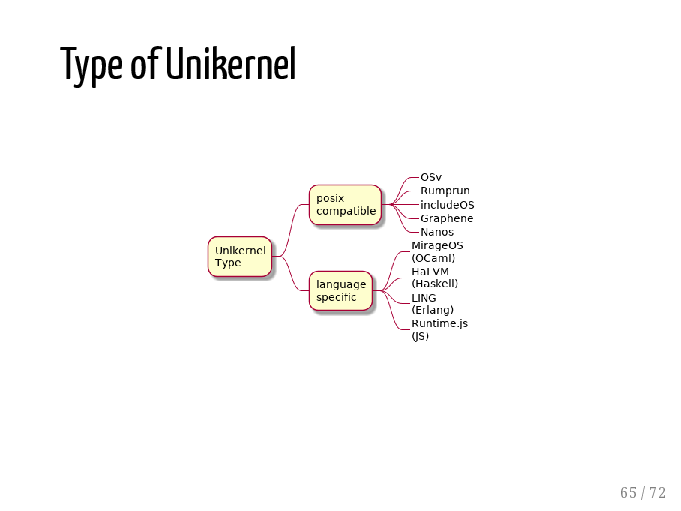 Type of Unikernel
Unikernel
Type
posix
compatible
OSv
Rumprun
includeOS
Graphene
Nanos
language
specific
MirageOS
(OCaml)
HaLVM
(Haskell)
LING
(Erlang)
Runtime.js
(JS)
65 / 72